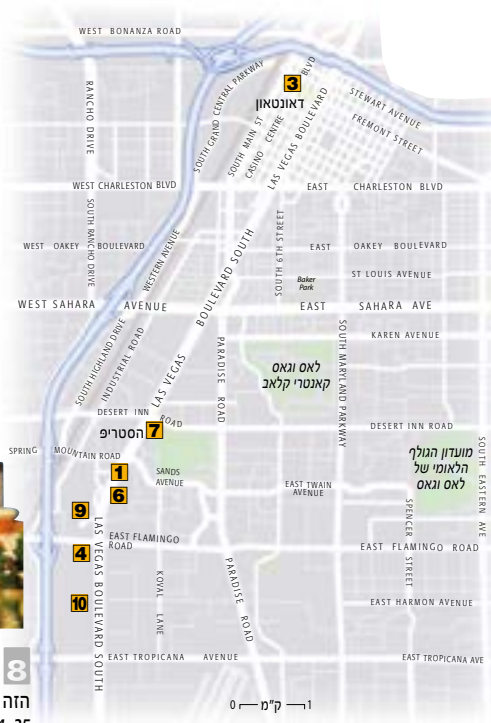 WEST BONANZA ROAD
RANCHO DRIVE
SOUTH GRAND CENTRAL PARKWAY
3
BLVD
דאונטאון
STEWART AVENUE
FREMONT STREET
SOUTH MAIN ST
CASINO CENTRE
LAS VEGAS BOULEVARD
WEST CHARLESTON BLVD
EAST CHARLESTON BLVD
SOUTH RANCHO DRIVE
WESTERN AVENUE
SOUTH 6TH STREET
WEST OAKEY BOULEVARD
EAST OAKEY BOULEVARD
Baker
Park
ST LOUIS AVENUE
WEST SAHARA AVENUE
EAST SAHARA AVE
LAS VEGAS BOULEVARD SOUTH
SOUTH HIGHLAND DRIVE
INDUSTRIAL ROAD
PARADISE ROAD
SOUTH MARYLAND PARKWAY
KAREN AVENUE
לאס וגאס
קאנטרי קלאב
DESERT INN ROAD
DESERT INN ROAD
הסטריפ 7
SPRING MOUNTAIN ROAD
מועדון הגולף
הלאומי של
לאס וגאס
SOUTH EASTERN AVE
1
SANDS
AVENUE
6
EAST TWAIN
AVENUE
9
SPENCER STREET
EAST FLAMINGO
ROAD
EAST FLAMINGO ROAD
4
LAS VEGAS BOULEVARD SOUTH
KOVAL LANE
PARADISE ROAD
10
EAST HARMON AVENUE
EAST TROPICANA AVENUE
EAST TROPICANA AVE
8
הזה
0 ק"מ 1